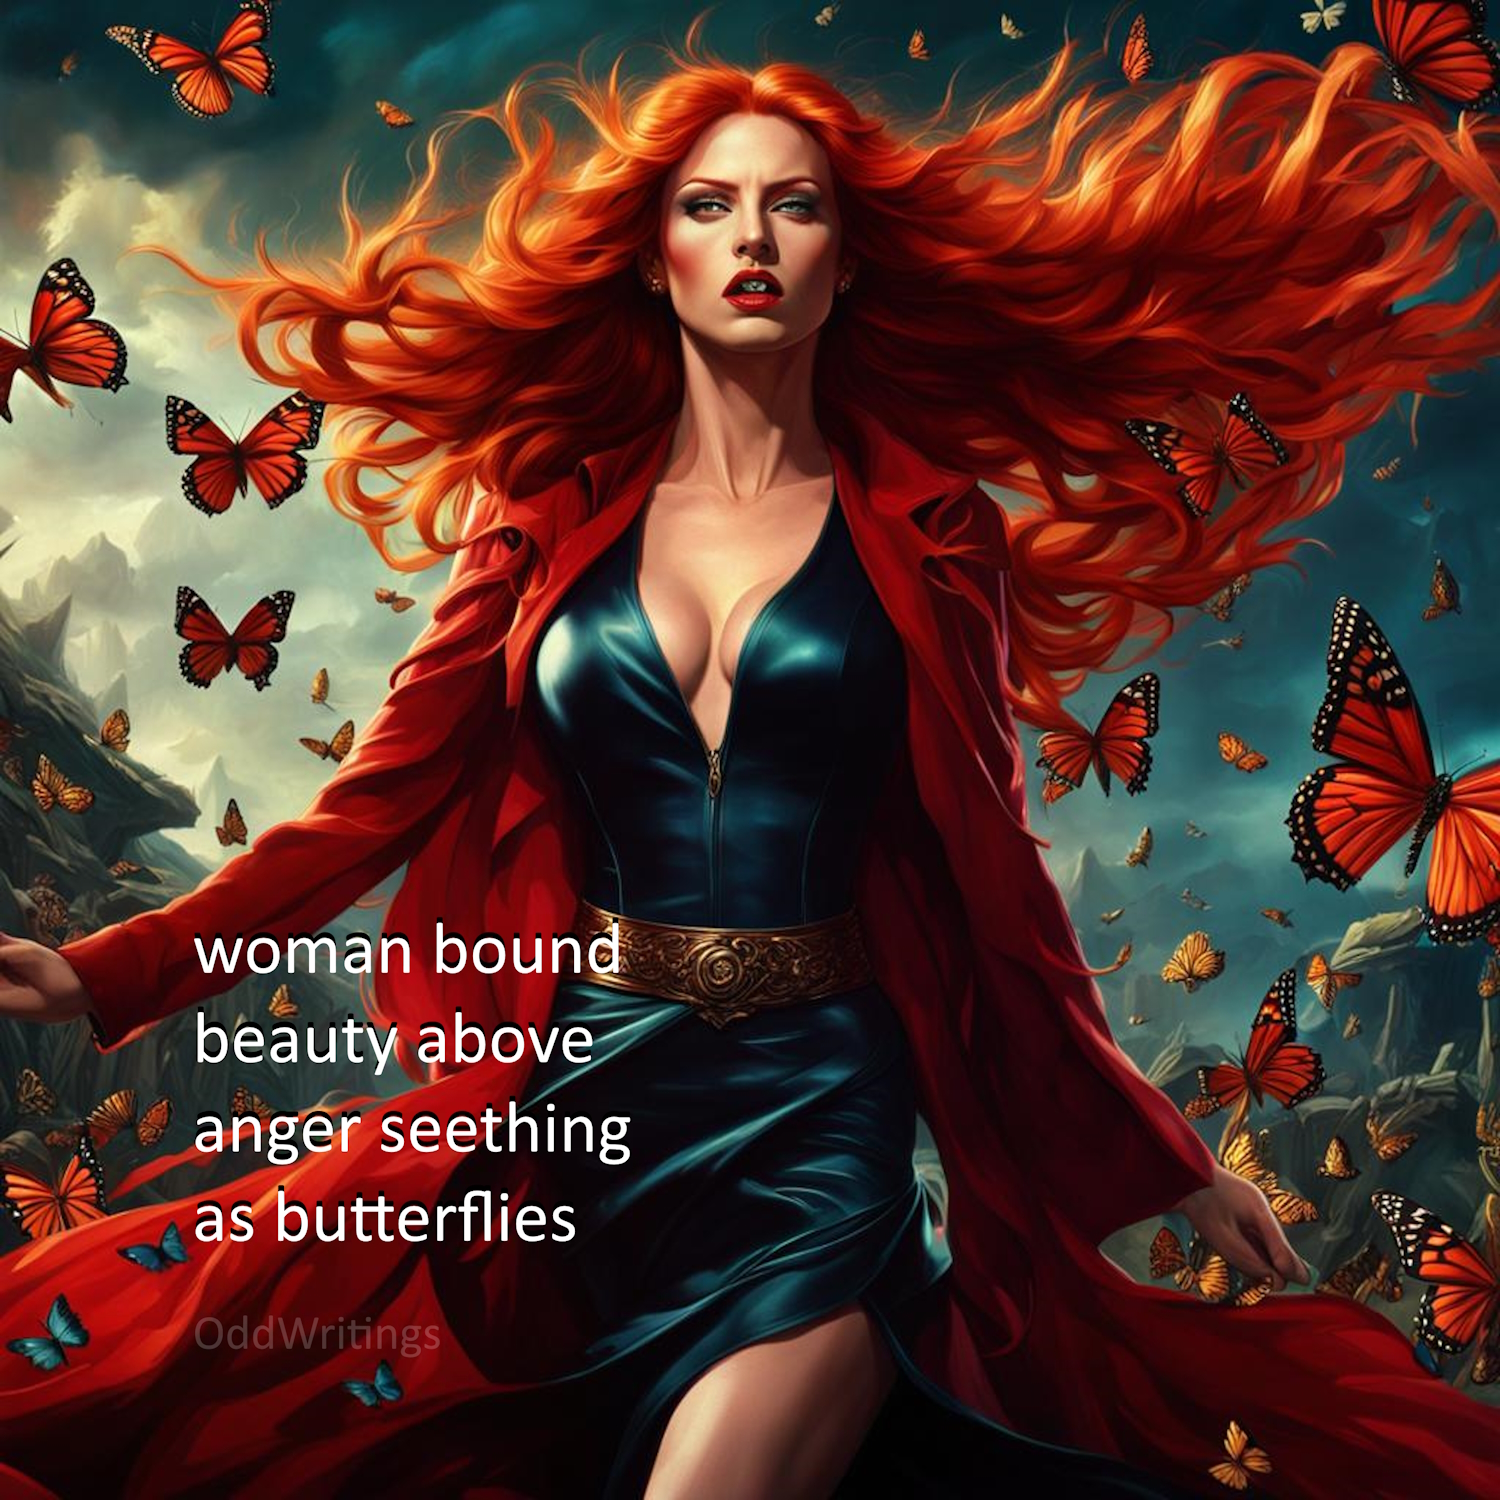 woman bound
beauty above
anger seething
as butterflies
OddWritings